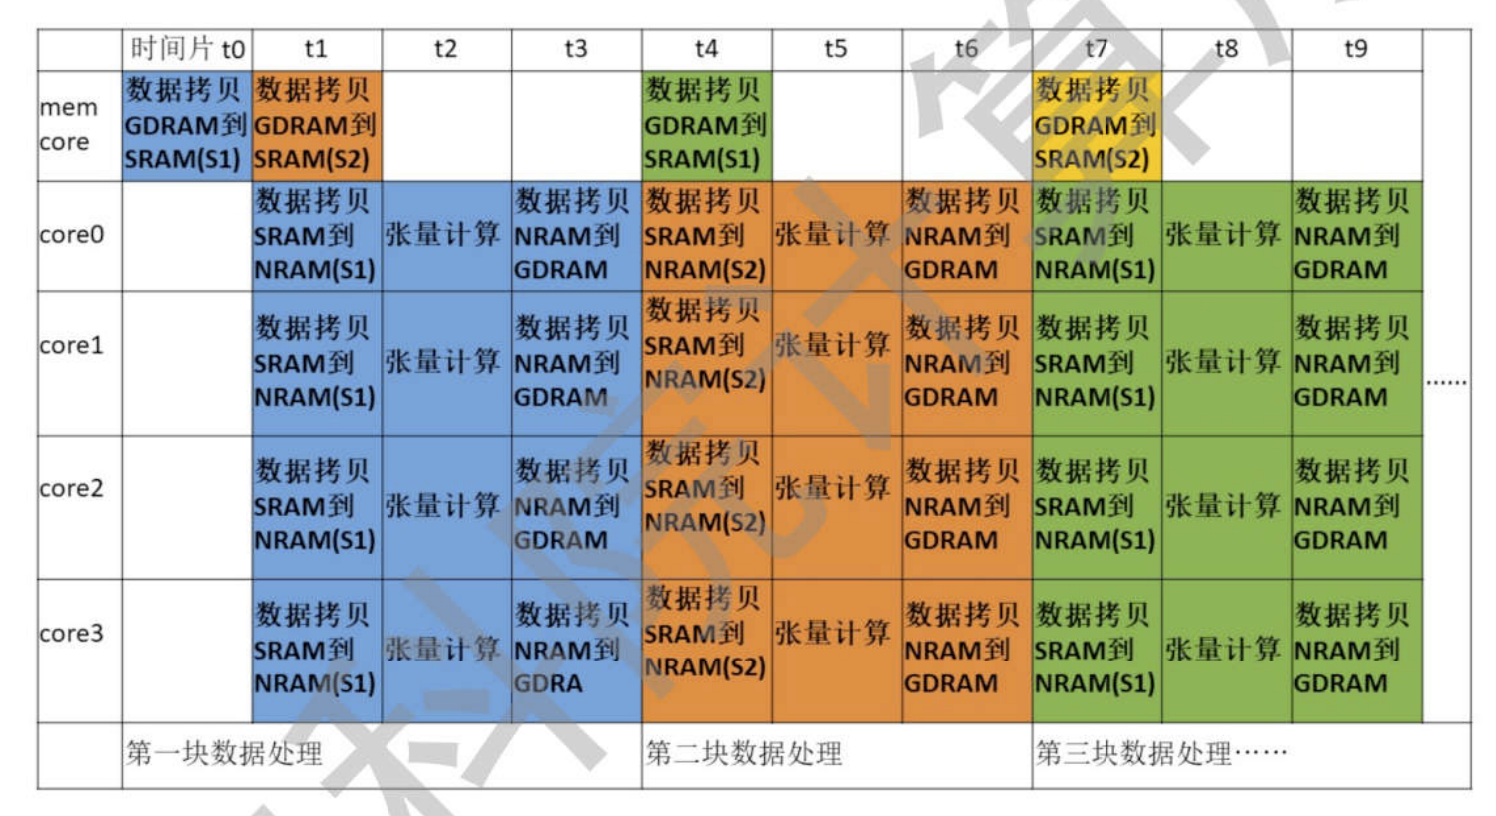 时间片 t0 t1 t2 t3 t4 t5 t6 t7 t8 t9
mem
core
数据拷贝
GDRAM到
SRAM(S1)
数据拷贝
GDRAM到
SRAM(S2)
数据拷贝
GDRAM到
SRAM(S1)
数据拷贝
GDRAM到
SRAM(S2)
core0
数据拷贝
SRAM到
NRAM(S1)
张量计算
数据拷贝
NRAM到
GDRAM
数据拷贝
SRAM到
NRAM(S2)
张量计算
数据拷贝
NRAM到
GDRAM
数据拷贝
SRAM到
NRAM(S1)
张量计算
数据拷贝
NRAM到
GDRAM
core1
数据拷贝
SRAM到
NRAM(S1)
张量计算
数据拷贝
NRAM到
GDRAM
数据拷贝
SRAM到
NRAM(S2)
张量计算
数据拷贝
NRAM到
GDRAM
数据拷贝
SRAM到
NRAM(S1)
张量计算
数据拷贝
NRAM到
GDRAM
……
core2
数据拷贝
SRAM到
NRAM(S1)
张量计算
数据拷贝
NRAM到
GDRAM
数据拷贝
SRAM到
NRAM(S2)
张量计算
数据拷贝
NRAM到
GDRAM
数据拷贝
SRAM到
NRAM(S1)
张量计算
数据拷贝
NRAM到
GDRAM
core3
数据拷贝
SRAM到
NRAM(S1)
张量计算
数据拷贝
NRAM到
GDRA
数据拷贝
SRAM到
NRAM(S2)
张量计算
数据拷贝
NRAM到
GDRAM
数据拷贝
SRAM到
NRAM(S1)
张量计算
数据拷贝
NRAM到
GDRAM
第一块数据处理
第二块数据处理
第三块数据处理……
科院计算